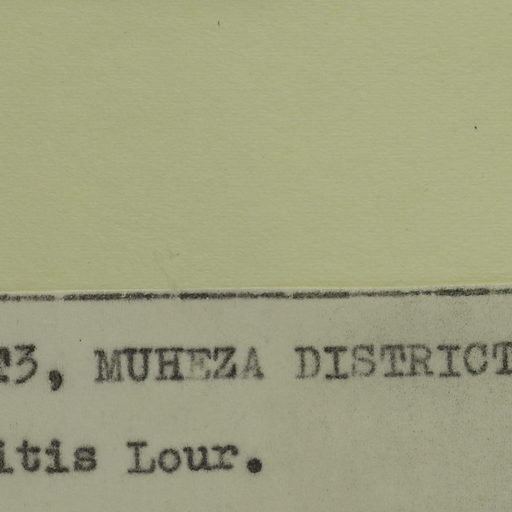 T3, MUHEZA DISTRICT
itis Lour.